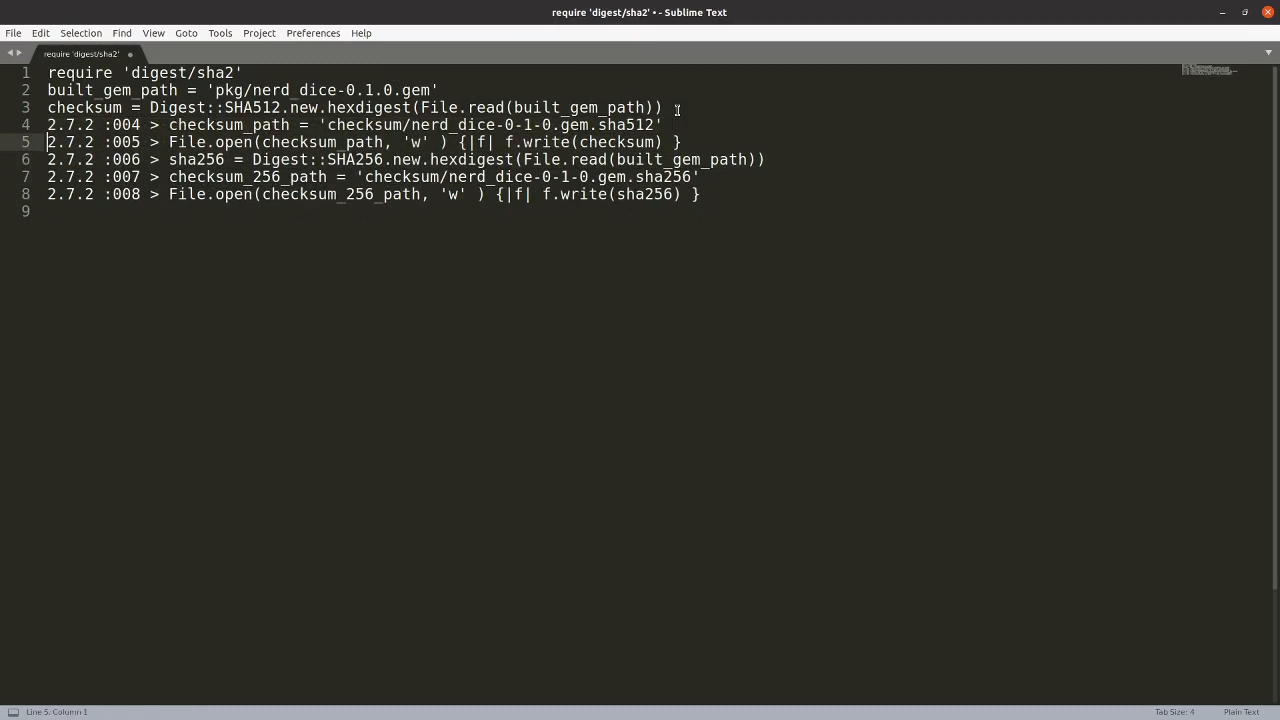 require 'digest/sha2' • - Sublime Text
File Edit Selection Find View Goto Tools Project Preferences Help
require 'digest/sha2'
1 require 'digest/sha2'
2 built_gem_path = 'pkg/nerd_dice-0.1.0.gem'
3 checksum = Digest::SHA512.new.hexdigest(File.read(built_gem_path))
4 2.7.2 :004 > checksum_path = 'checksum/nerd_dice-0-1-0.gem.sha512'
5 2.7.2 :005 > File.open(checksum_path, 'w' ) {|f| f.write(checksum) }
6 2.7.2 :006 > sha256 = Digest::SHA256.new.hexdigest(File.read(built_gem_path))
7 2.7.2 :007 > checksum_256_path = 'checksum/nerd_dice-0-1-0.gem.sha256'
8 2.7.2 :008 > File.open(checksum_256_path, 'w' ) {|f| f.write(sha256) }
9
Line 5, Column 1 Tab Size: 4 Plain Text